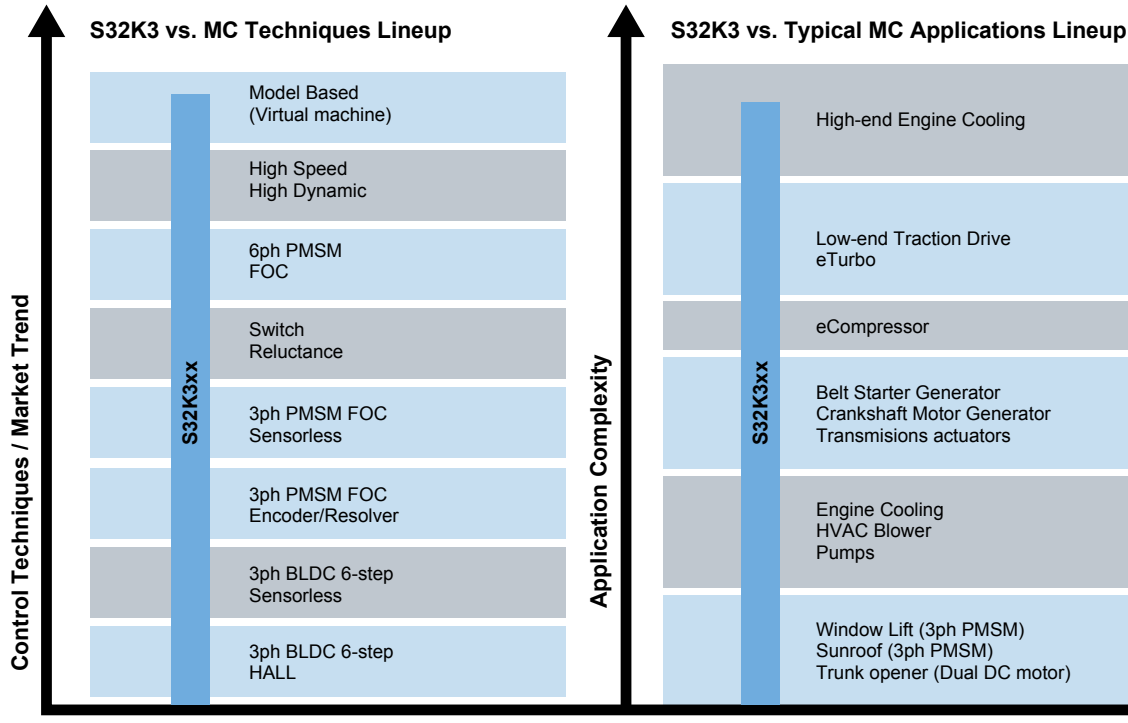 S32K3 vs. MC Techniques Lineup
Control Techniques / Market Trend
S32K3xx
Model Based
(Virtual machine)
High Speed
High Dynamic
6ph PMSM
FOC
Switch
Reluctance
3ph PMSM FOC
Sensorless
3ph PMSM FOC
Encoder/Resolver
3ph BLDC 6-step
Sensorless
3ph BLDC 6-step
HALL
S32K3 vs. Typical MC Applications Lineup
Application Complexity
S32K3xx
High-end Engine Cooling
Low-end Traction Drive
eTurbo
eCompressor
Belt Starter Generator
Crankshaft Motor Generator
Transmisions actuators
Engine Cooling
HVAC Blower
Pumps
Window Lift (3ph PMSM)
Sunroof (3ph PMSM)
Trunk opener (Dual DC motor)